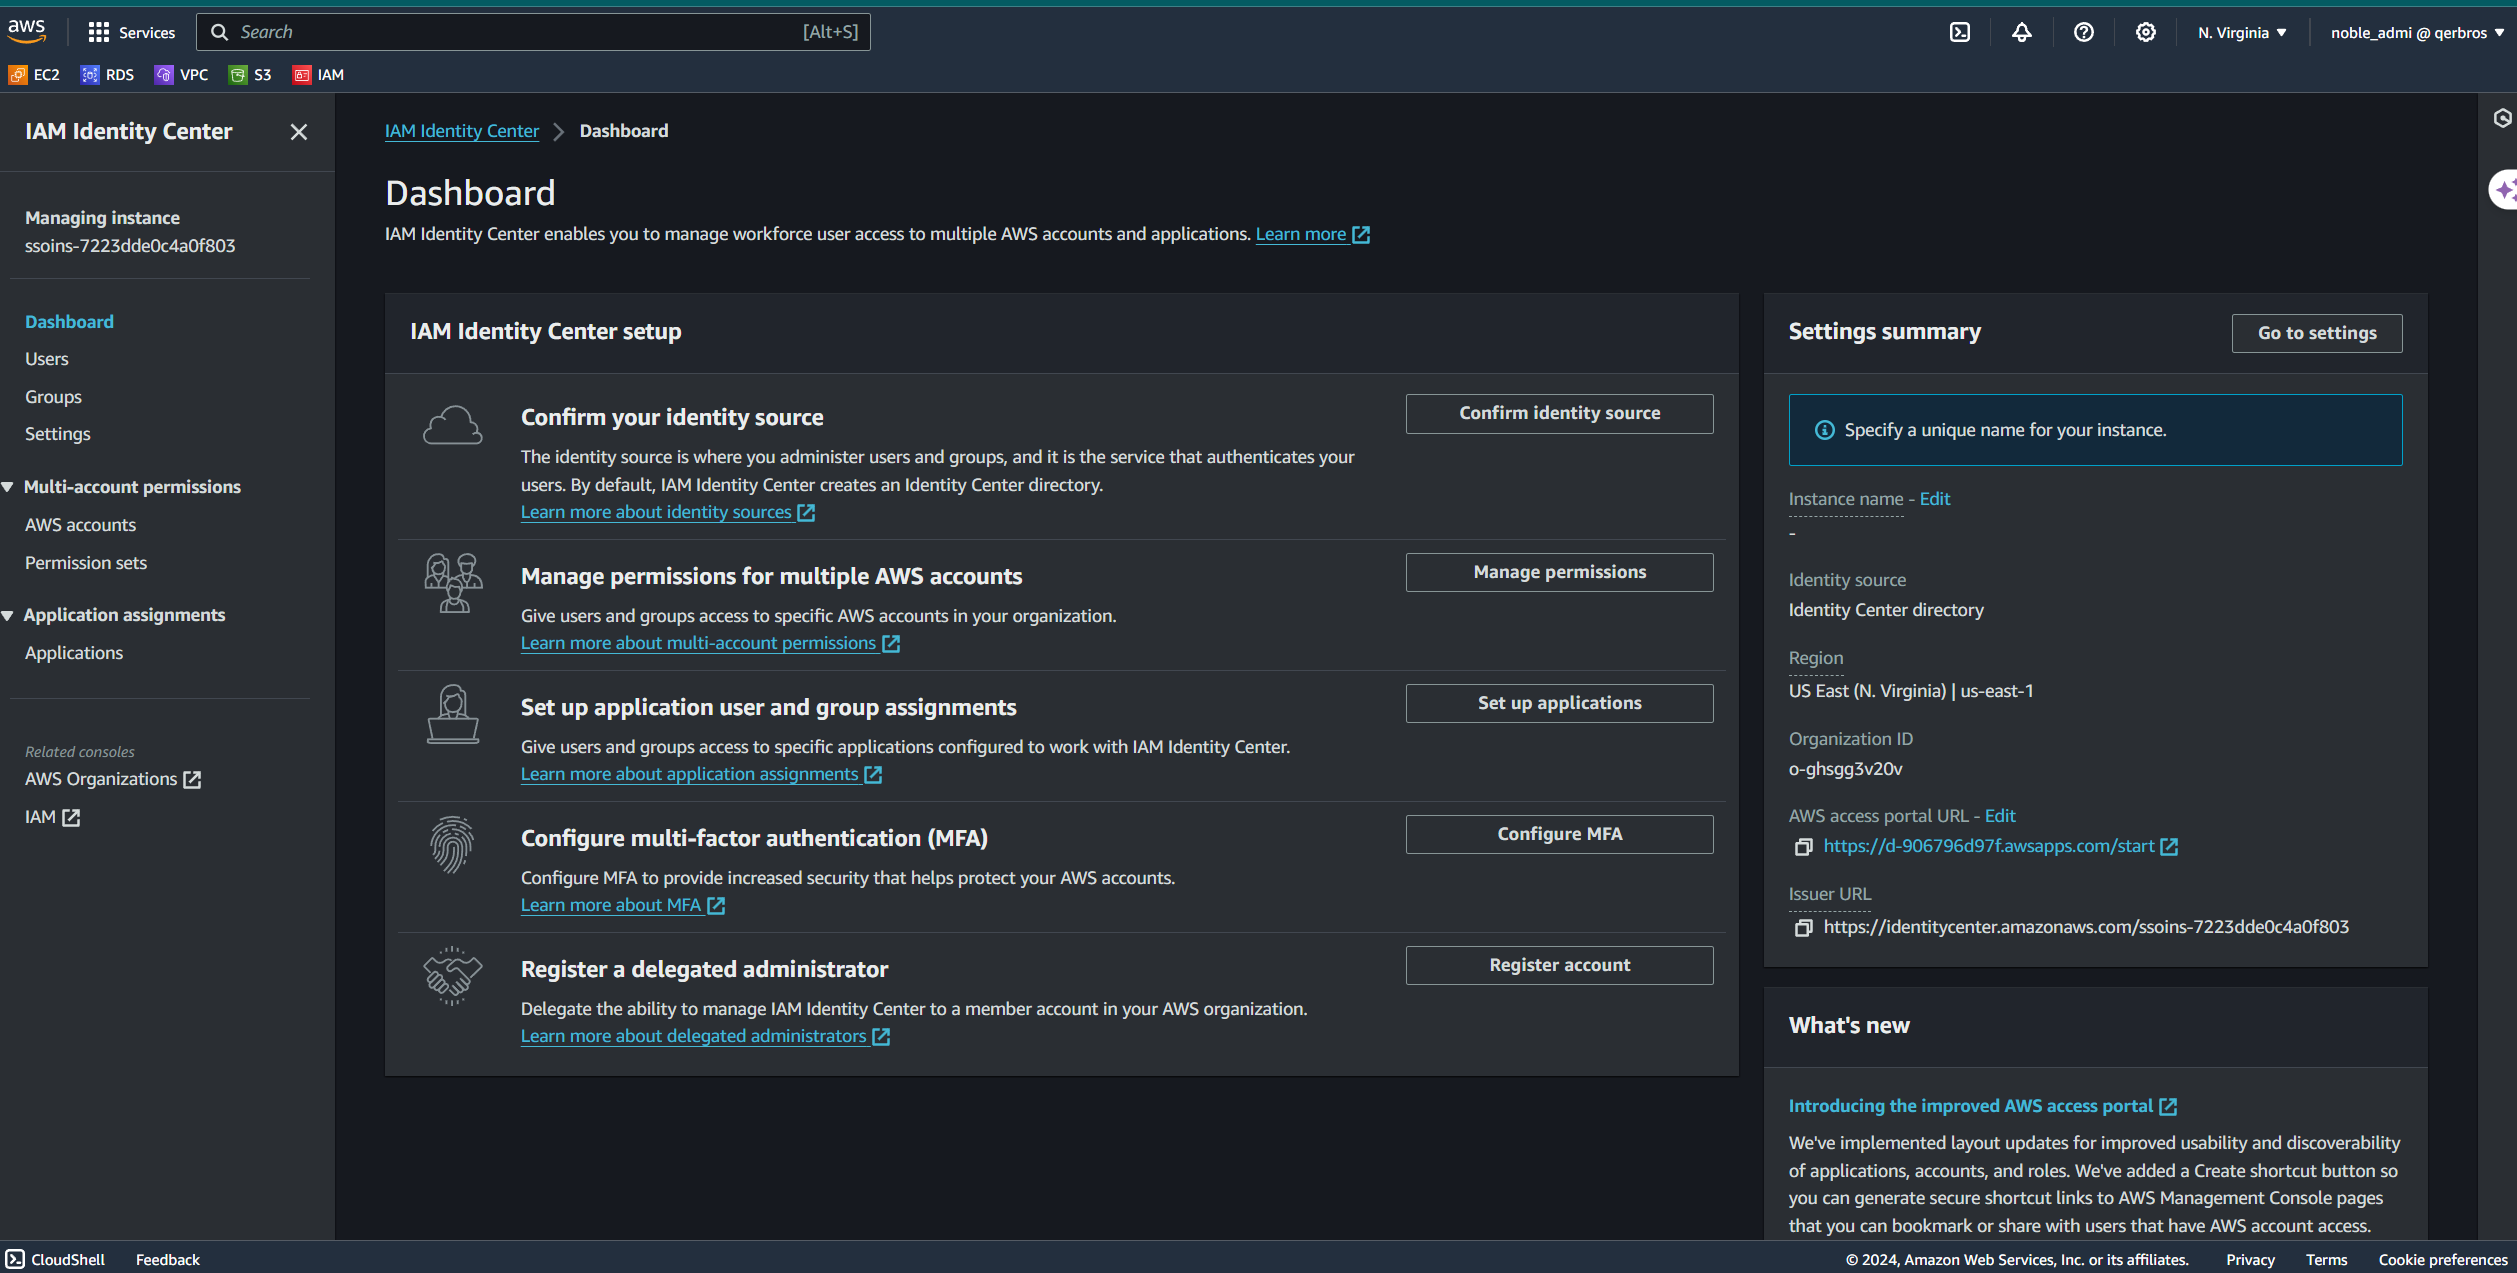 aws
Services
Search
[Alt+S]
N. Virginia
noble_admi @ qerbros
EC2
RDS
VPC
S3
IAM
IAM Identity Center
Managing instance
ssoins-7223dde0c4a0f803
Dashboard
Users
Groups
Settings
Multi-account permissions
AWS accounts
Permission sets
Application assignments
Applications
Related consoles
AWS Organizations
IAM
IAM Identity Center
Dashboard
Dashboard
IAM Identity Center enables you to manage workforce user access to multiple AWS accounts and applications. Learn more
IAM Identity Center setup
Confirm your identity source
Confirm identity source
The identity source is where you administer users and groups, and it is the service that authenticates your
users. By default, IAM Identity Center creates an Identity Center directory.
Learn more about identity sources
Manage permissions for multiple AWS accounts
Manage permissions
Give users and groups access to specific AWS accounts in your organization.
Learn more about multi-account permissions
Set up application user and group assignments
Set up applications
Give users and groups access to specific applications configured to work with IAM Identity Center.
Learn more about application assignments
Configure multi-factor authentication (MFA)
Configure MFA
Configure MFA to provide increased security that helps protect your AWS accounts.
Learn more about MFA
Register a delegated administrator
Register account
Delegate the ability to manage IAM Identity Center to a member account in your AWS organization.
Learn more about delegated administrators
Settings summary
Go to settings
Specify a unique name for your instance.
Instance name - Edit
-
Identity source
Identity Center directory
Region
US East (N. Virginia) | us-east-1
Organization ID
o-ghsgg3v20v
AWS access portal URL - Edit
https://d-906796d97f.awsapps.com/start
Issuer URL
https://identitycenter.amazonaws.com/ssoins-7223dde0c4a0f803
What's new
Introducing the improved AWS access portal
We've implemented layout updates for improved usability and discoverability
of applications, accounts, and roles. We've added a Create shortcut button so
you can generate secure shortcut links to AWS Management Console pages
that you can bookmark or share with users that have AWS account access.
CloudShell
Feedback
© 2024, Amazon Web Services, Inc. or its affiliates.
Privacy
Terms
Cookie preferences